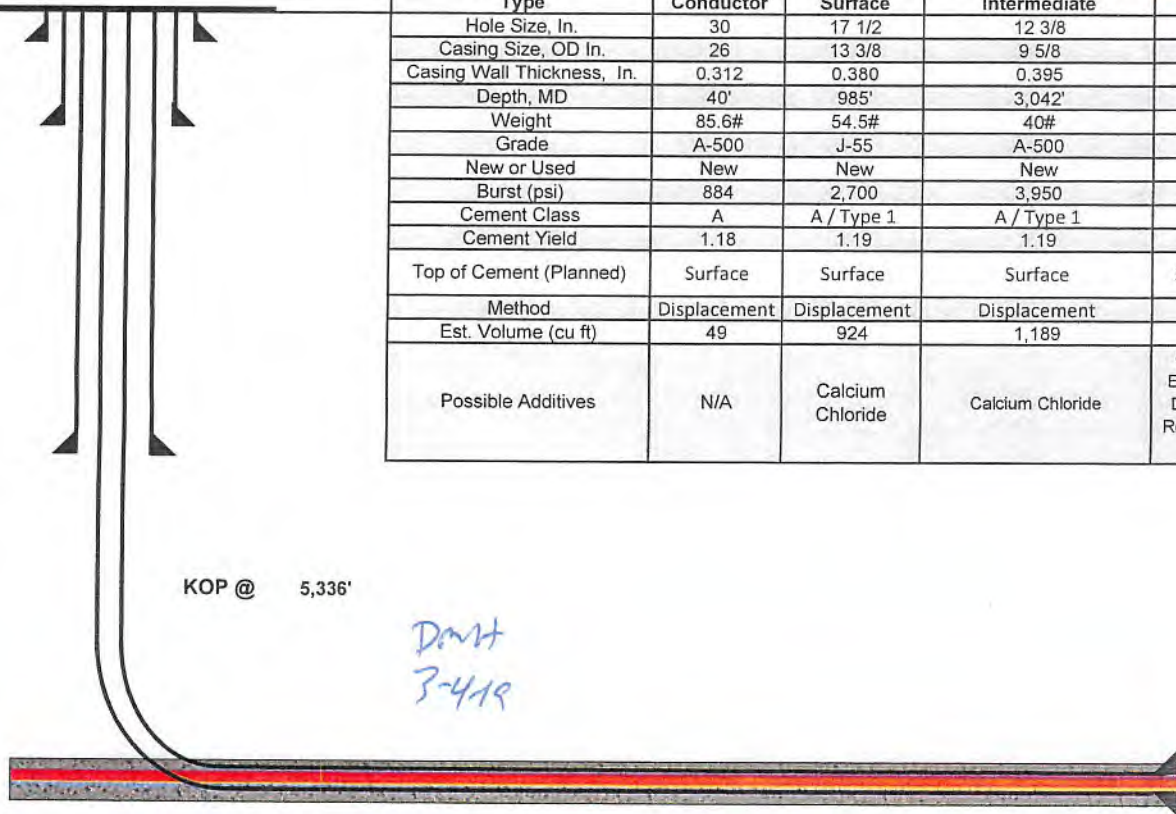 Type Conductor Surface Intermediate
Hole Size, In. 30 17 1/2 12 3/8
Casing Size, OD In. 26 13 3/8 9 5/8
Casing Wall Thickness, In. 0.312 0.380 0.395
Depth, MD 40' 985' 3,042'
Weight 85.6# 54.5# 40#
Grade A-500 J-55 A-500
New or Used New New New
Burst (psi) 884 2,700 3,950
Cement Class A A / Type 1 A / Type 1
Cement Yield 1.18 1.19 1.19
Top of Cement (Planned) Surface Surface Surface
Method Displacement Displacement Displacement
Est. Volume (cu ft) 49 924 1,189
Possible Additives N/A Calcium Chloride Calcium Chloride
KOP @ 5,336'
3-4-19